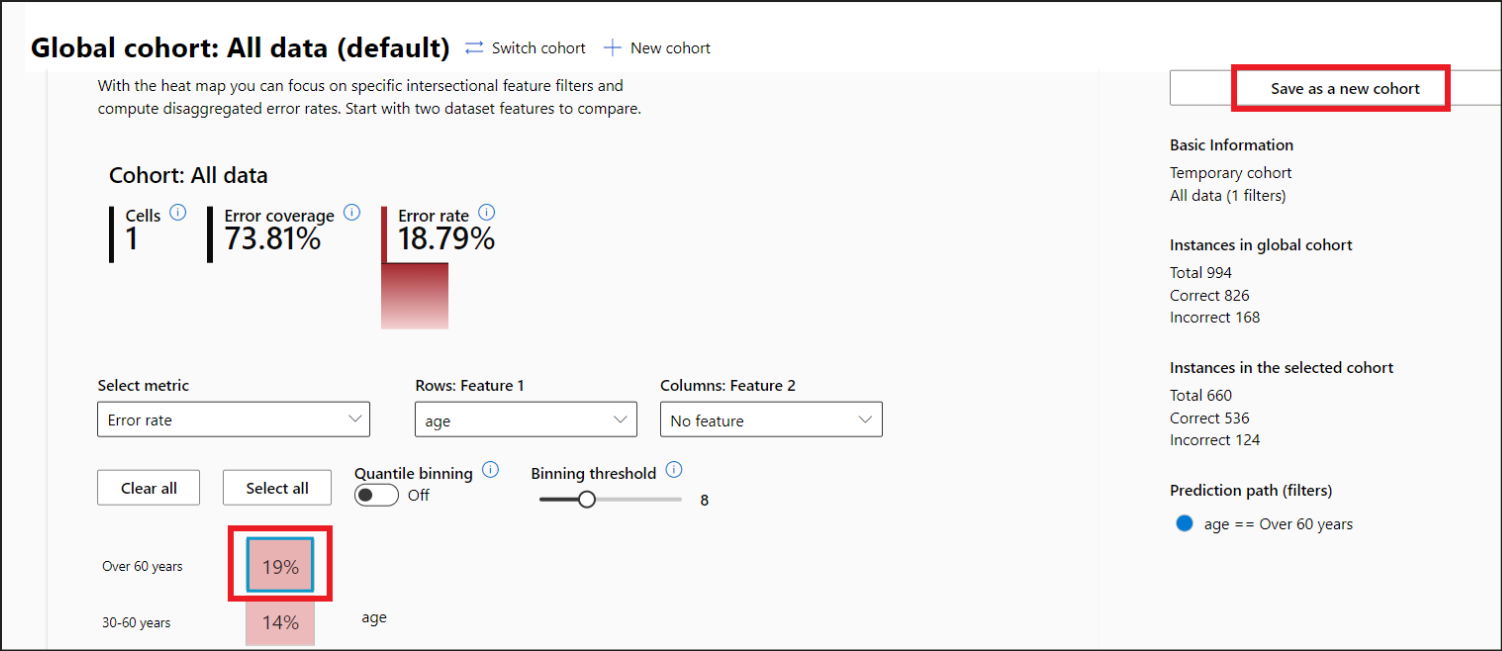 Global cohort: All data (default) Switch cohort New cohort
With the heat map you can focus on specific intersectional feature filters and
compute disaggregated error rates. Start with two dataset features to compare.
Cohort: All data
Cells Error coverage Error rate
1 73.81% 18.79%
Select metric Rows: Feature 1 Columns: Feature 2
Error rate age No feature
Clear all Select all Quantile binning Off Binning threshold 8
Over 60 years 19%
30-60 years 14% age
Save as a new cohort
Basic Information
Temporary cohort
All data (1 filters)
Instances in global cohort
Total 994
Correct 826
Incorrect 168
Instances in the selected cohort
Total 660
Correct 536
Incorrect 124
Prediction path (filters)
age == Over 60 years